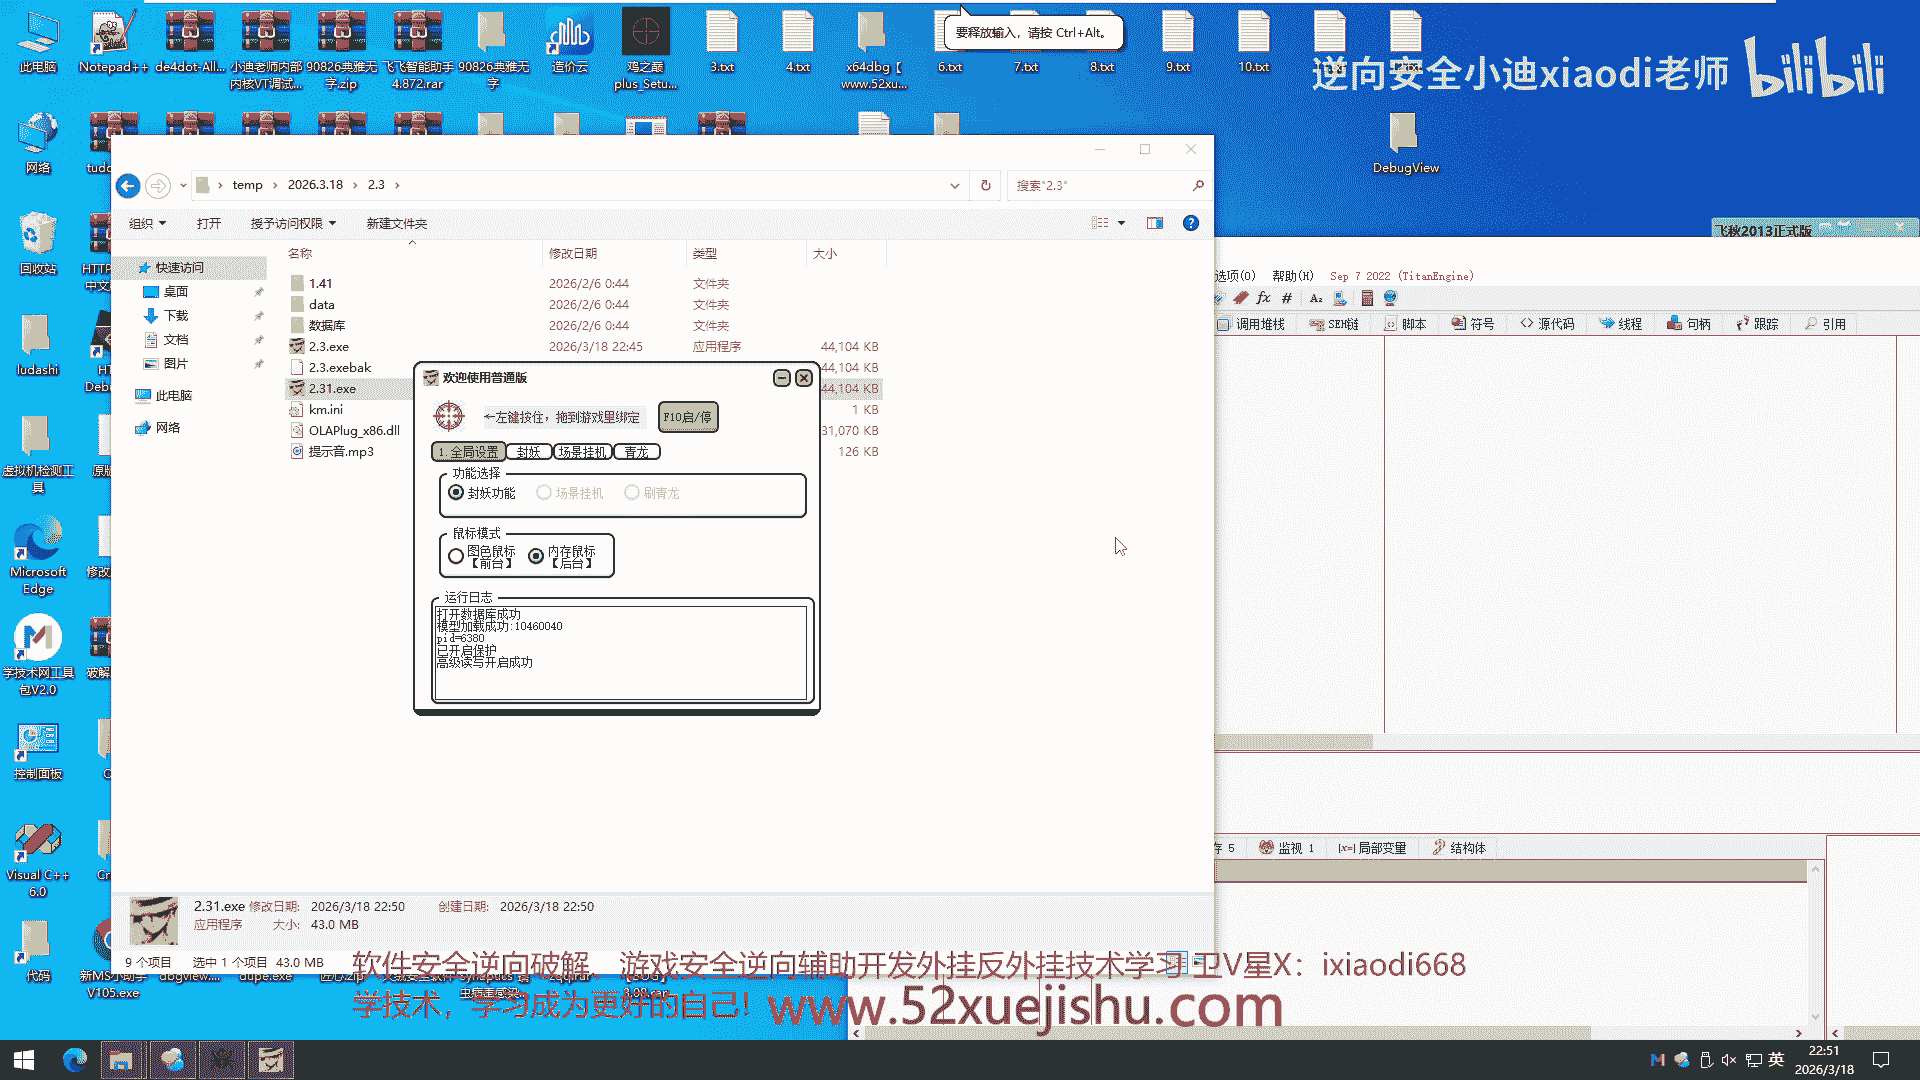 要释放输入，请按 Ctrl+Alt。
此电脑
Notepad++
de4dot-All...
小迪老师内部内核VT调试...
90826典雅无字.zip
飞飞智能助手4.872.rar
90826典雅无字
造价云
鸡之巅plus_Setu...
3.txt
4.txt
x64dbg【www.52xu...
6.txt
7.txt
8.txt
9.txt
10.txt
逆向安全小迪xiaodi老师 bilibili
网络
DebugView
temp > 2026.3.18 > 2.3 >
搜索"2.3"
组织
打开
授予访问权限
新建文件夹
飞秋2013正式版
回收站
名称 修改日期 类型 大小
快速访问
桌面
下载
文档
图片
此电脑
网络
1.41 2026/2/6 0:44 文件夹
data 2026/2/6 0:44 文件夹
数据库 2026/2/6 0:44 文件夹
2.3.exe 2026/3/18 22:45 应用程序 44,104 KB
2.3.exebak 44,104 KB
2.31.exe 44,104 KB
km.ini 1 KB
OLAPlug_x86.dll 31,070 KB
提示音.mp3 126 KB
选项(O) 帮助(H) Sep 7 2022 (TitanEngine)
调用堆栈 SEH链 脚本 符号 源代码 线程 句柄 跟踪 引用
欢迎使用普通版
←左键按住，拖到游戏里绑定
F10启/停
1.全局设置 封妖 场景挂机 青龙
功能选择
封妖功能 场景挂机 刷青龙
鼠标模式
图色鼠标【前台】 内存鼠标【后台】
运行日志
打开数据库成功
模型加载成功:10460040
pid=6380
已开启保护
高级读写开启成功
ludashi
虚拟机检测工具
Microsoft Edge
学技术网工具包V2.0
控制面板
Visual C++ 6.0
代码
监视 1 局部变量 结构体
2.31.exe 修改日期: 2026/3/18 22:50 创建日期: 2026/3/18 22:50
应用程序 大小: 43.0 MB
9 个项目 选中 1 个项目 43.0 MB
V105.exe
软件安全逆向破解、游戏安全逆向辅助开发外挂反外挂技术学习 卫V星X：ixiaodi668
学技术，学习成为更好的自己！www.52xuejishu.com
英
22:51
2026/3/18